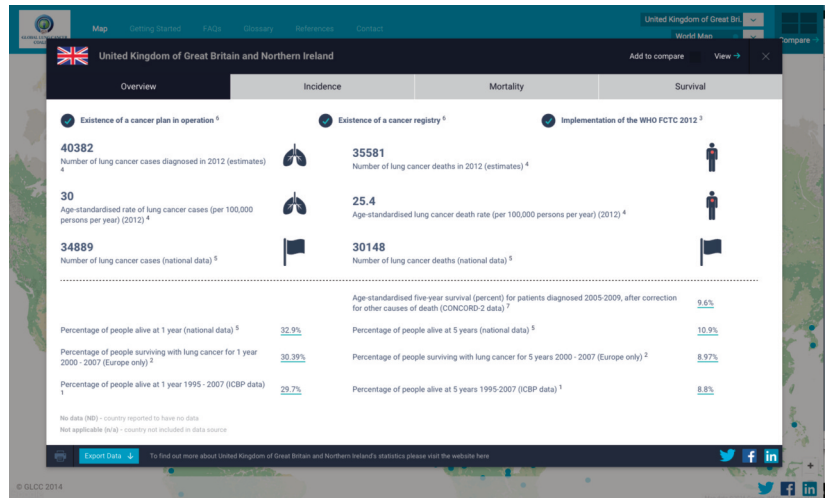 Map Getting Started FAQs Glossary References Contact
United Kingdom of Great Bri..
World Map
Compare →
United Kingdom of Great Britain and Northern Ireland
Add to compare
View →
Overview Incidence Mortality Survival
Existence of a cancer plan in operation 6
Existence of a cancer registry 6
Implementation of the WHO FCTC 2012 3
40382
Number of lung cancer cases diagnosed in 2012 (estimates)
4
35581
Number of lung cancer deaths in 2012 (estimates) 4
30
Age-standardised rate of lung cancer cases (per 100,000
persons per year) (2012) 4
25.4
Age-standardised lung cancer death rate (per 100,000 persons per year) (2012) 4
34889
Number of lung cancer cases (national data) 5
30148
Number of lung cancer deaths (national data) 5
Age-standardised five-year survival (percent) for patients diagnosed 2005-2009, after correction
for other causes of death (CONCORD-2 data) 7
9.6%
Percentage of people alive at 1 year (national data) 5
32.9%
Percentage of people alive at 5 years (national data) 5
10.9%
Percentage of people surviving with lung cancer for 1 year
2000 - 2007 (Europe only) 2
30.39%
Percentage of people surviving with lung cancer for 5 years 2000 - 2007 (Europe only) 2
8.97%
Percentage of people alive at 1 year 1995 - 2007 (ICBP data)
1
29.7%
Percentage of people alive at 5 years 1995-2007 (ICBP data) 1
8.8%
No data (ND) - country reported to have no data
Not applicable (n/a) - country not included in data source
Export Data ↓
To find out more about United Kingdom of Great Britain and Northern Ireland's statistics please visit the website here
© GLCC 2014